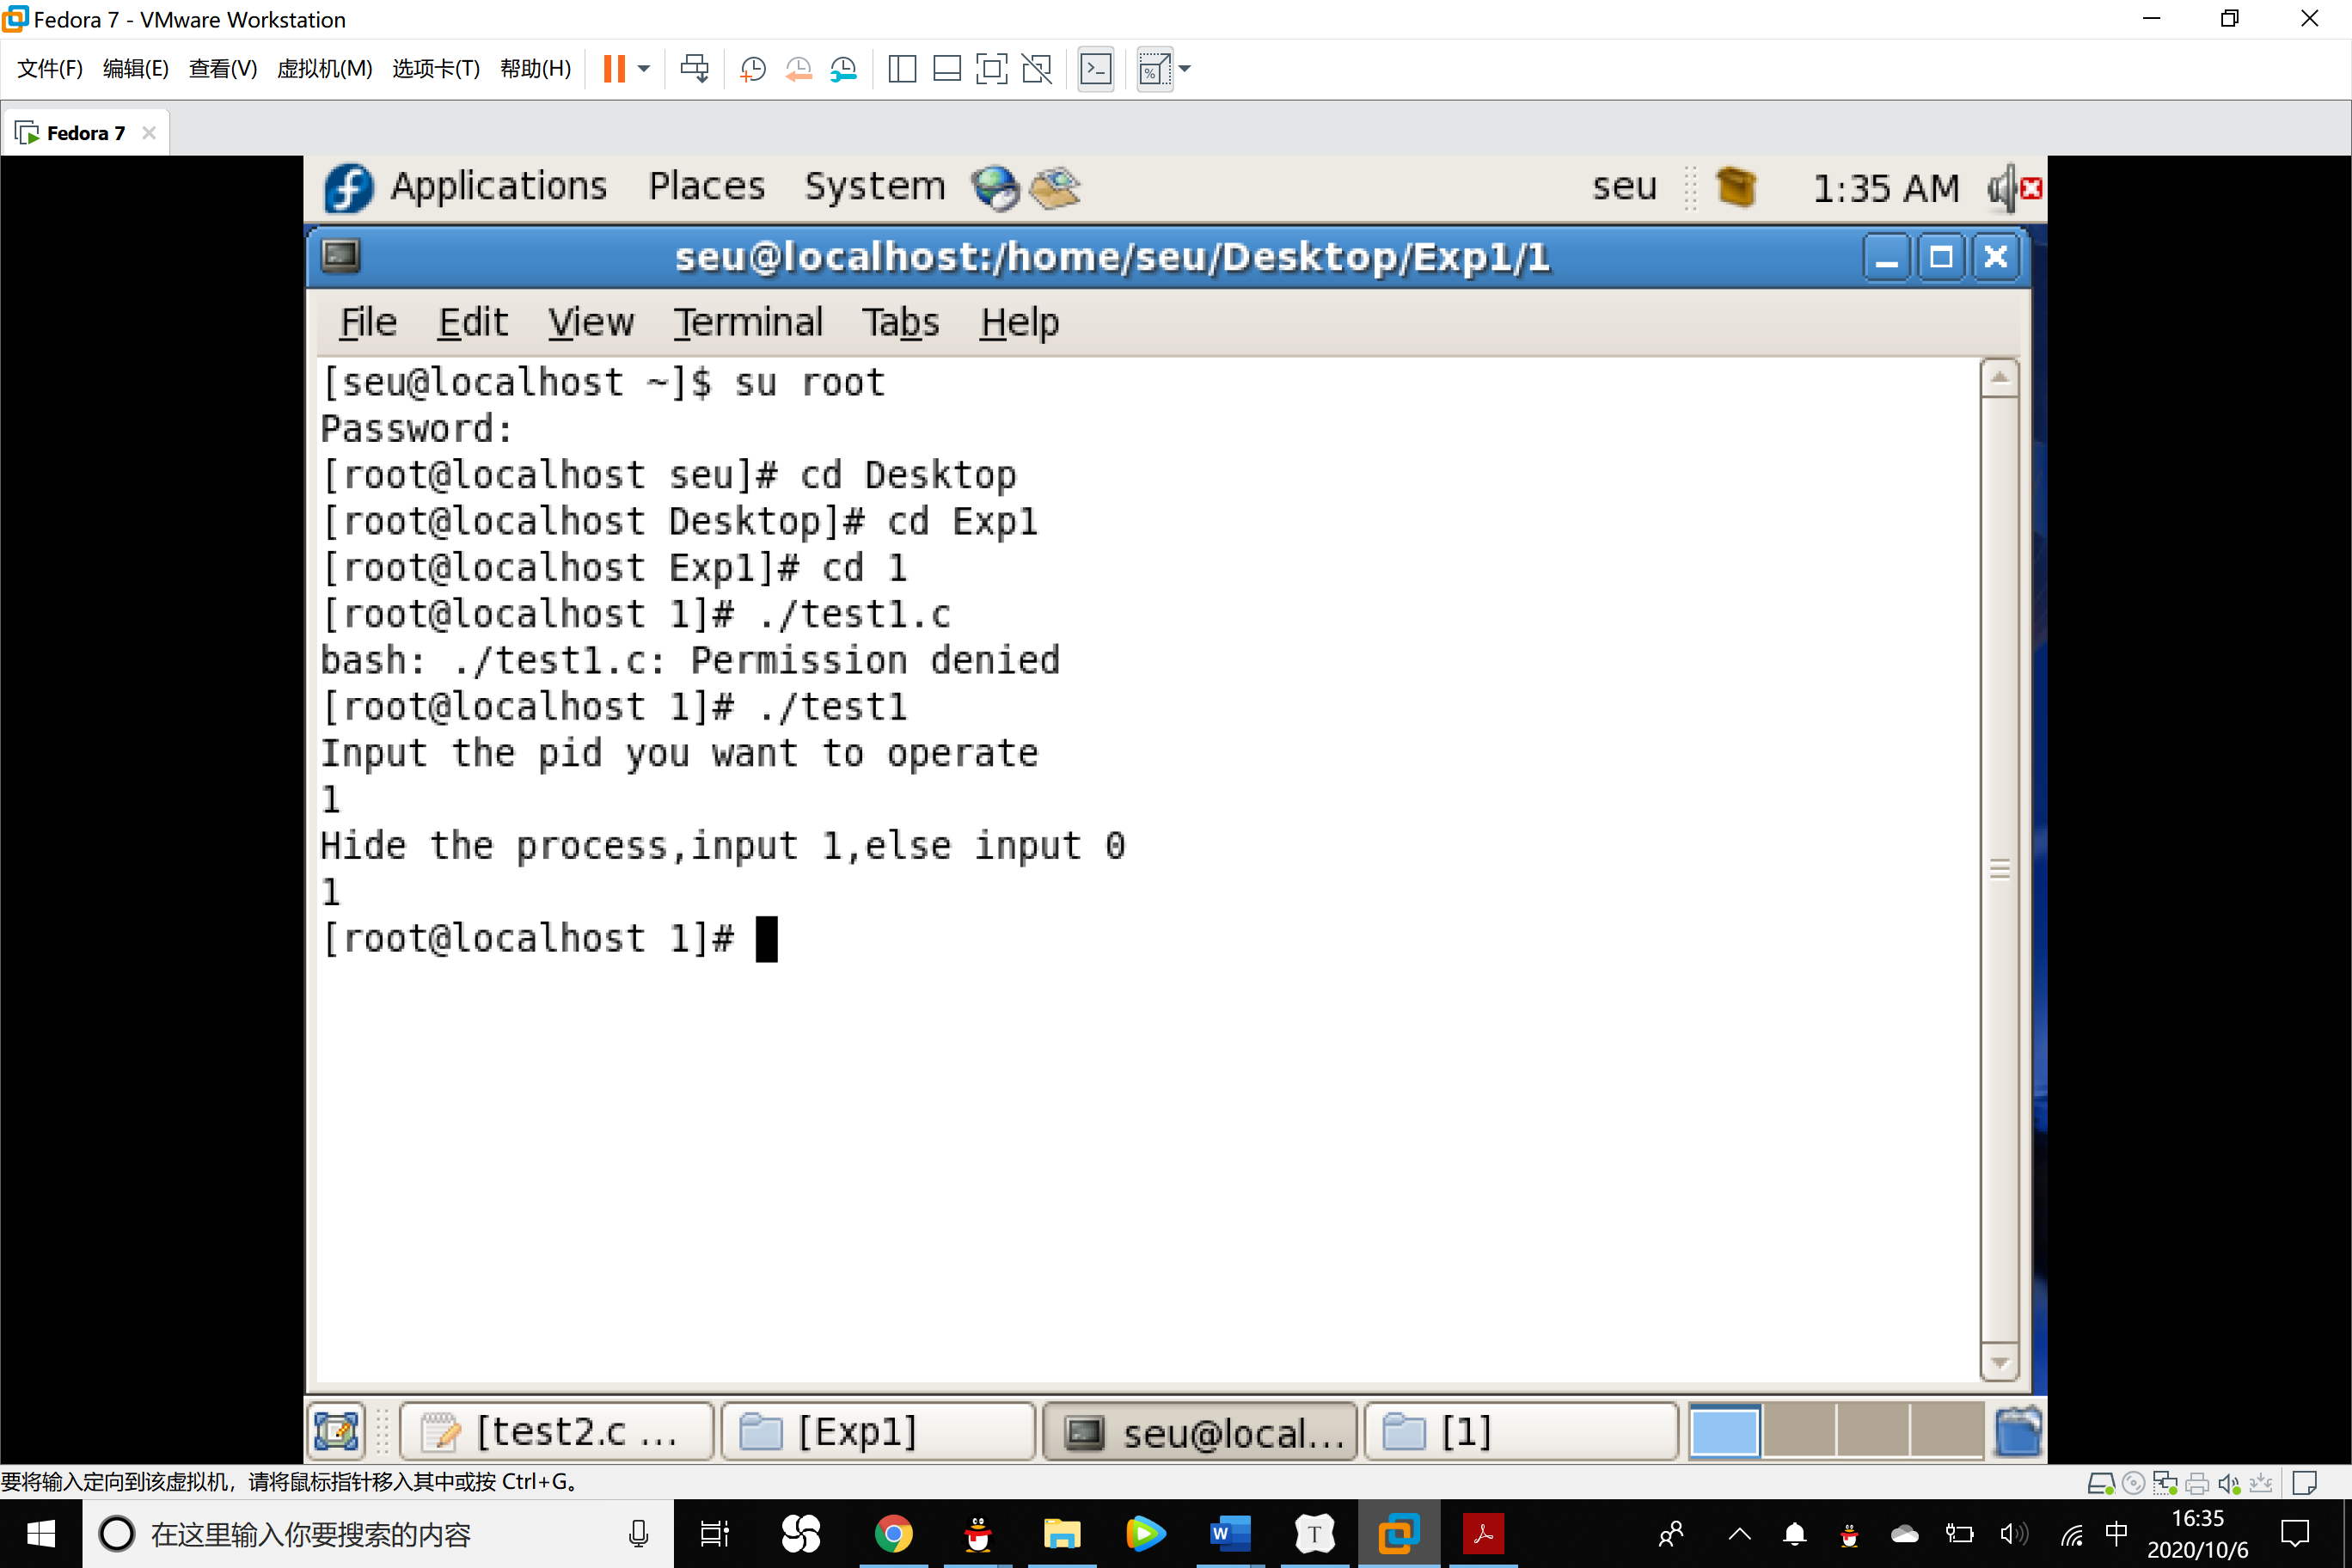 Fedora 7 - VMware Workstation
文件(F) 编辑(E) 查看(V) 虚拟机(M) 选项卡(T) 帮助(H)
Fedora 7
Applications Places System seu 1:35 AM
seu@localhost:/home/seu/Desktop/Exp1/1
File Edit View Terminal Tabs Help
[seu@localhost ~]$ su root
Password:
[root@localhost seu]# cd Desktop
[root@localhost Desktop]# cd Exp1
[root@localhost Exp1]# cd 1
[root@localhost 1]# ./test1.c
bash: ./test1.c: Permission denied
[root@localhost 1]# ./test1
Input the pid you want to operate
1
Hide the process,input 1,else input 0
1
[root@localhost 1]#
[test2.c ... [Exp1] seu@local... [1]
要将输入定向到该虚拟机，请将鼠标指针移入其中或按 Ctrl+G。
在这里输入你要搜索的内容
中
16:35
2020/10/6